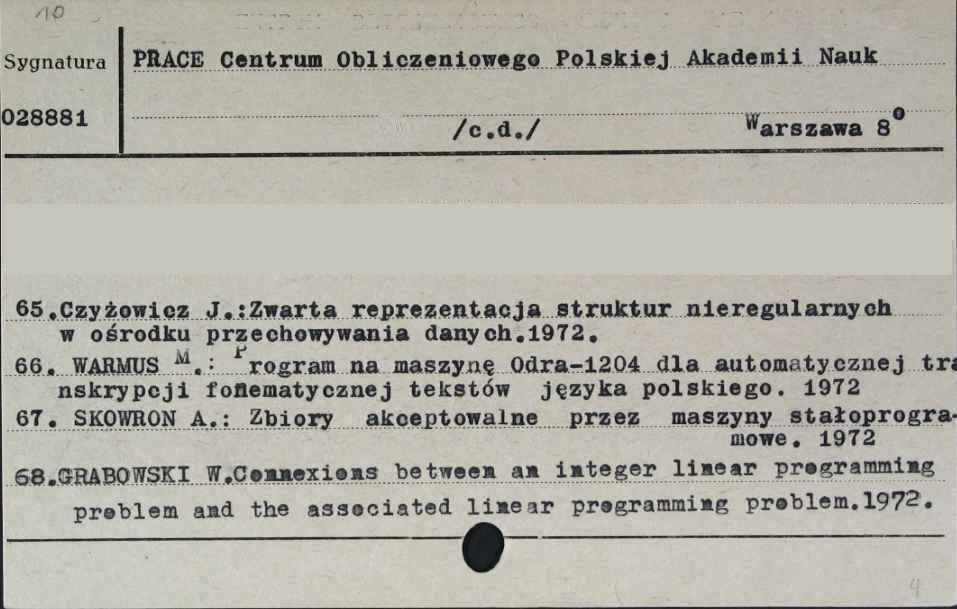 10
Sygnatura
PRACE Centrum Obliczeniowego Polskiej Akademii Nauk
028881
/c.d./ Warszawa 8°
65.Czyżowicz J.:Zwarta reprezentacja struktur nieregularnych
w ośrodku przechowywania danych.1972.
66. WARMUS M.: Program na maszynę Odra-1204 dla automatycznej tra
nskrypcji fonematycznej tekstów języka polskiego. 1972
67. SKOWRON A.: Zbiory akceptowalne przez maszyny stałoprogra-
mowe. 1972
68.GRABOWSKI W.Connexions between an integer linear programming
problem and the associated linear programming problem.1972.
4